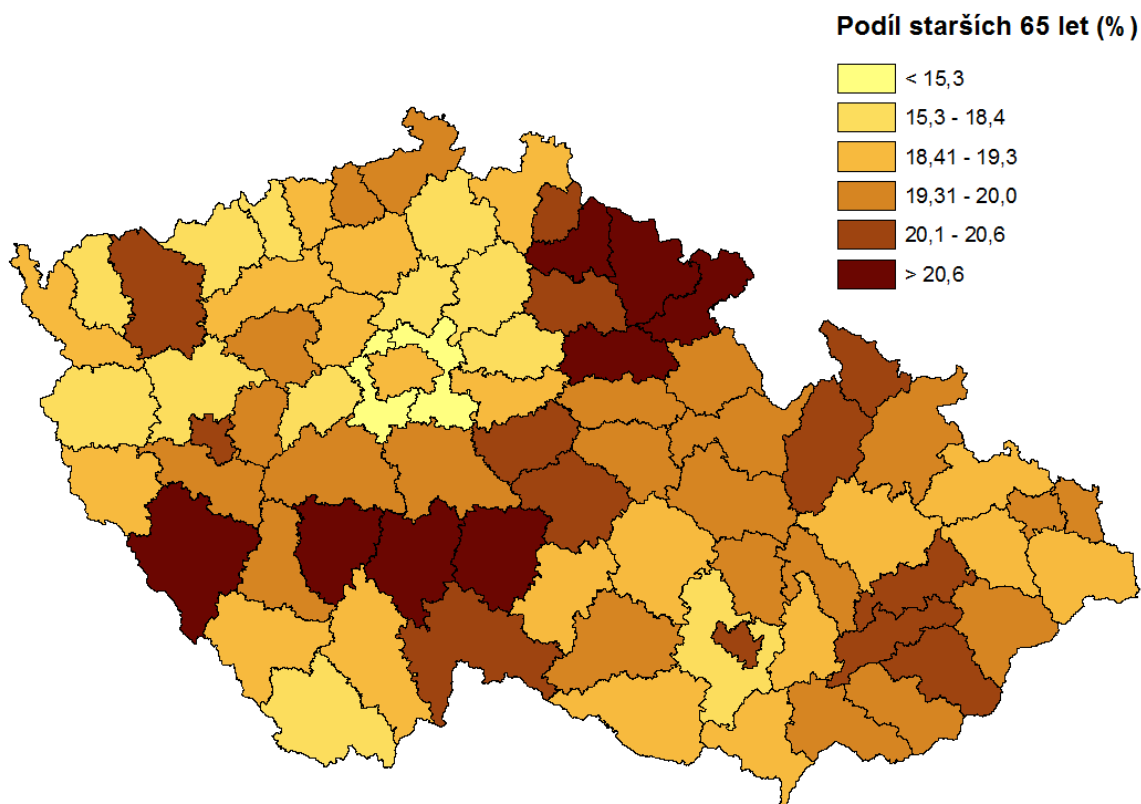 Podíl starších 65 let (%)
< 15,3
15,3 - 18,4
18,41 - 19,3
19,31 - 20,0
20,1 - 20,6
> 20,6